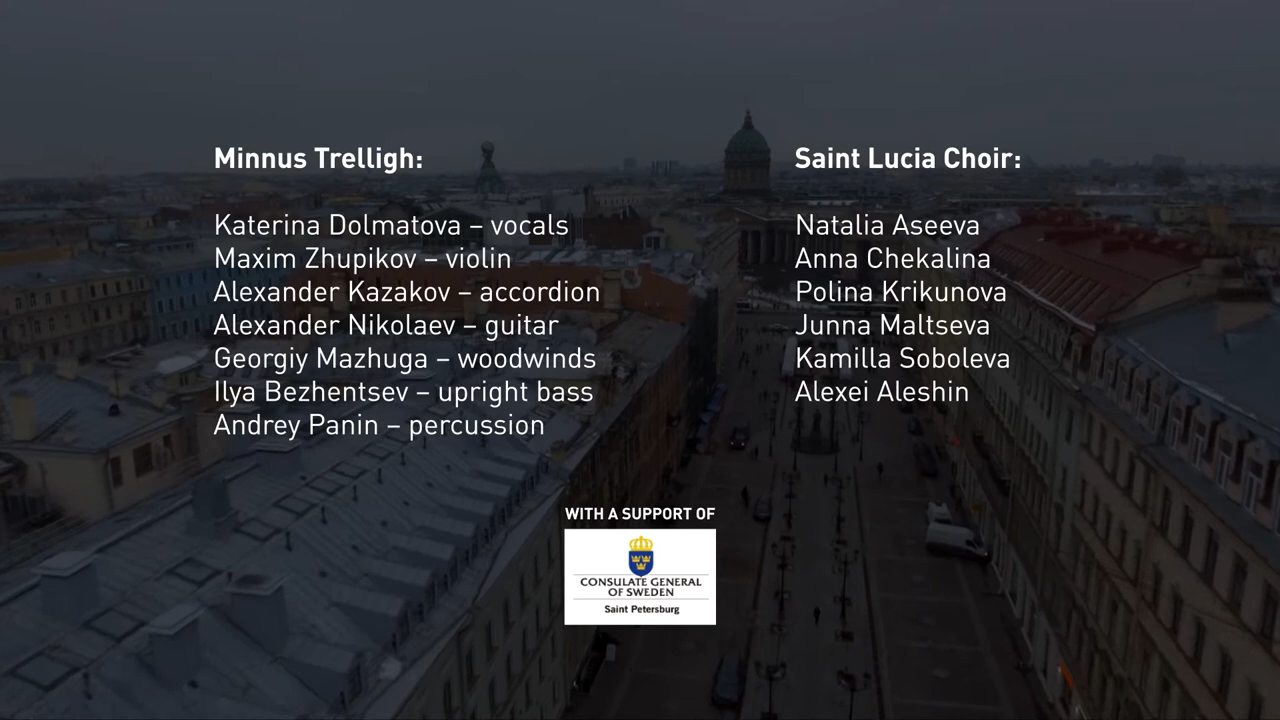 Minnus Trelligh:
Katerina Dolmatova – vocals
Maxim Zhupikov – violin
Alexander Kazakov – accordion
Alexander Nikolaev – guitar
Georgiy Mazhuga – woodwinds
Ilya Bezhentsev – upright bass
Andrey Panin – percussion
Saint Lucia Choir:
Natalia Aseeva
Anna Chekalina
Polina Krikunova
Junna Maltseva
Kamilla Soboleva
Alexei Aleshin
WITH A SUPPORT OF
CONSULATE GENERAL
OF SWEDEN
Saint Petersburg